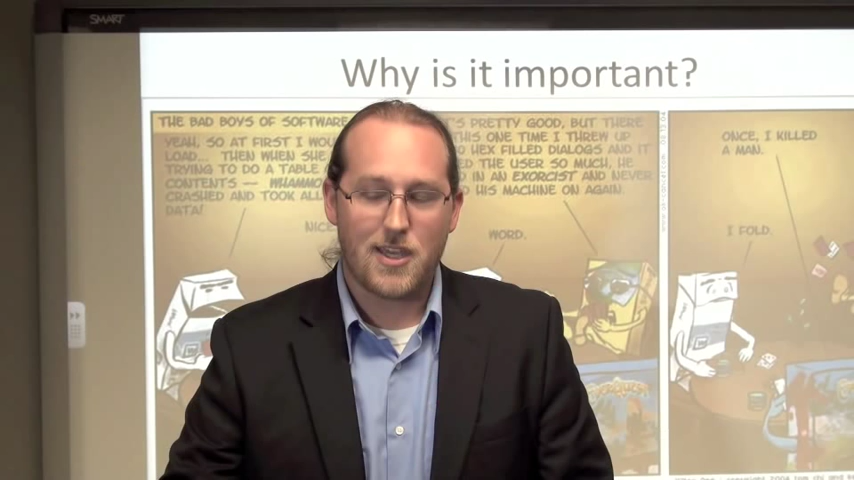 SMART
Why is it important?
THE BAD BOYS OF SOFTWARE
YEAH, SO AT FIRST I WOU
LOAD... THEN WHEN SHE
TRYING TO DO A TABLE
CONTENTS -- WHAMMO
CRASHED AND TOOK ALL
DATA!
NICE
'S PRETTY GOOD, BUT THERE
THIS ONE TIME I THREW UP
HEX FILLED DIALOGS AND IT
THE USER SO MUCH, HE
IN AN EXORCIST AND NEVER
HIS MACHINE ON AGAIN.
WORD.
ONCE, I KILLED
A MAN.
I FOLD.